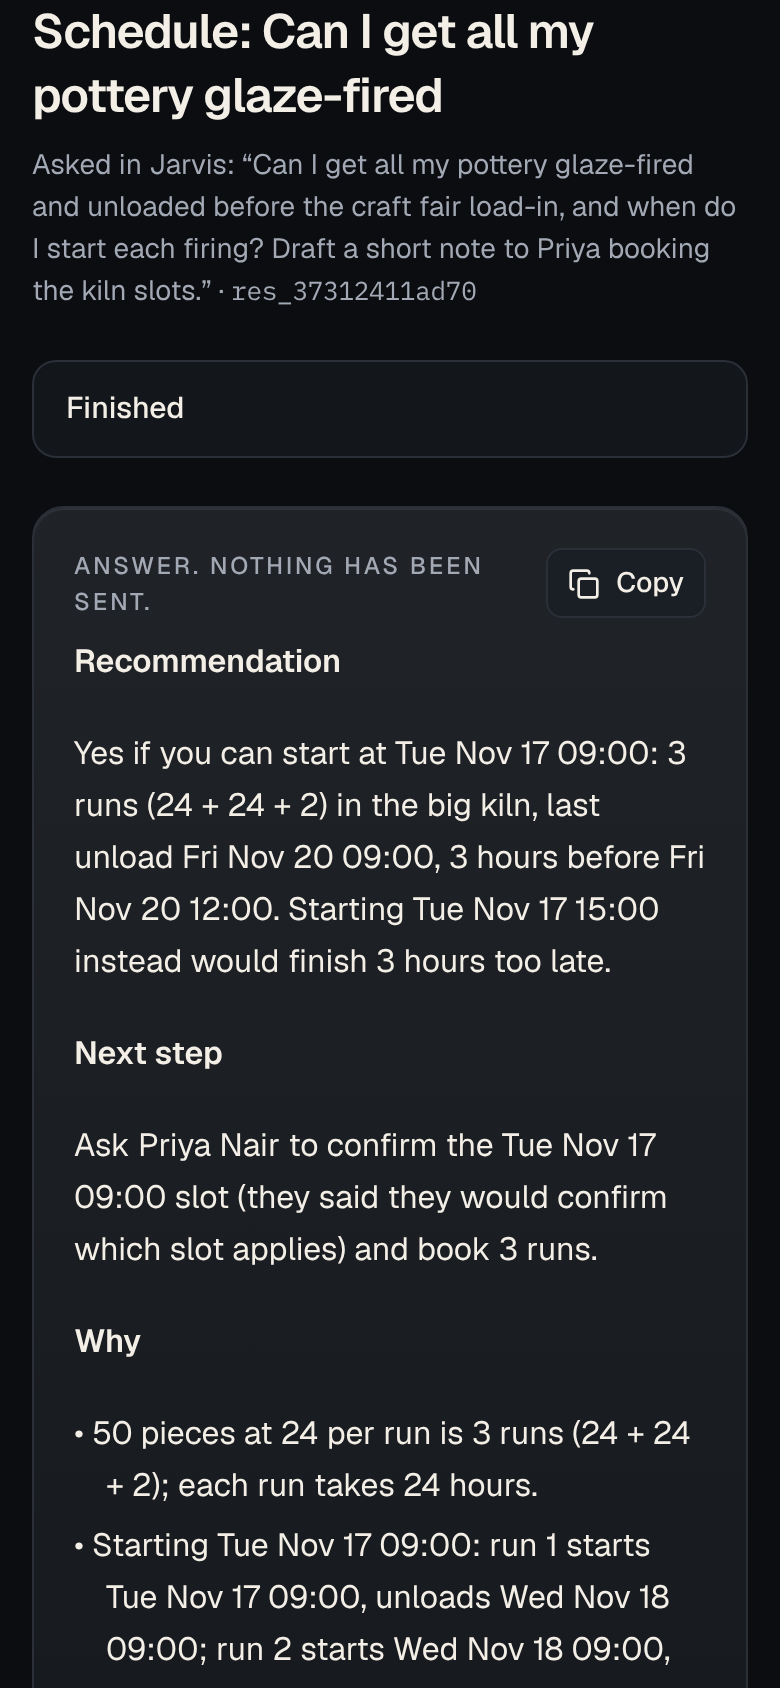 Schedule: Can I get all my
pottery glaze-fired
Asked in Jarvis: “Can I get all my pottery glaze-fired
and unloaded before the craft fair load-in, and when do
I start each firing? Draft a short note to Priya booking
the kiln slots.” · res_37312411ad70
Finished
ANSWER. NOTHING HAS BEEN
SENT.
Copy
Recommendation
Yes if you can start at Tue Nov 17 09:00: 3
runs (24 + 24 + 2) in the big kiln, last
unload Fri Nov 20 09:00, 3 hours before Fri
Nov 20 12:00. Starting Tue Nov 17 15:00
instead would finish 3 hours too late.
Next step
Ask Priya Nair to confirm the Tue Nov 17
09:00 slot (they said they would confirm
which slot applies) and book 3 runs.
Why
• 50 pieces at 24 per run is 3 runs (24 + 24
+ 2); each run takes 24 hours.
• Starting Tue Nov 17 09:00: run 1 starts
Tue Nov 17 09:00, unloads Wed Nov 18
09:00; run 2 starts Wed Nov 18 09:00,